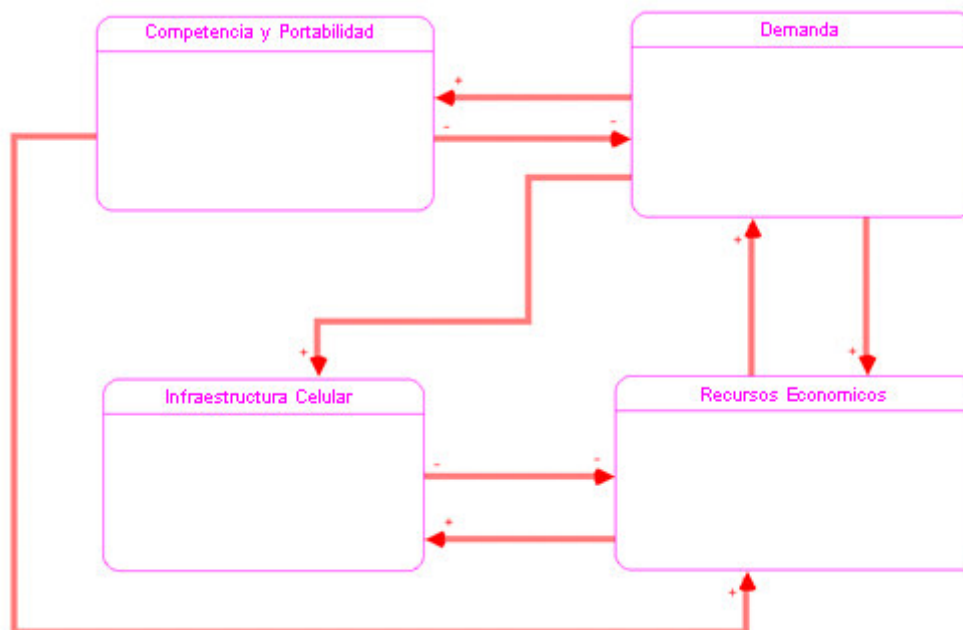 Competencia y Portabilidad
Demanda
+
-
-
+
+
+
Infraestructura Celular
Recursos Economicos
-
-
+
+